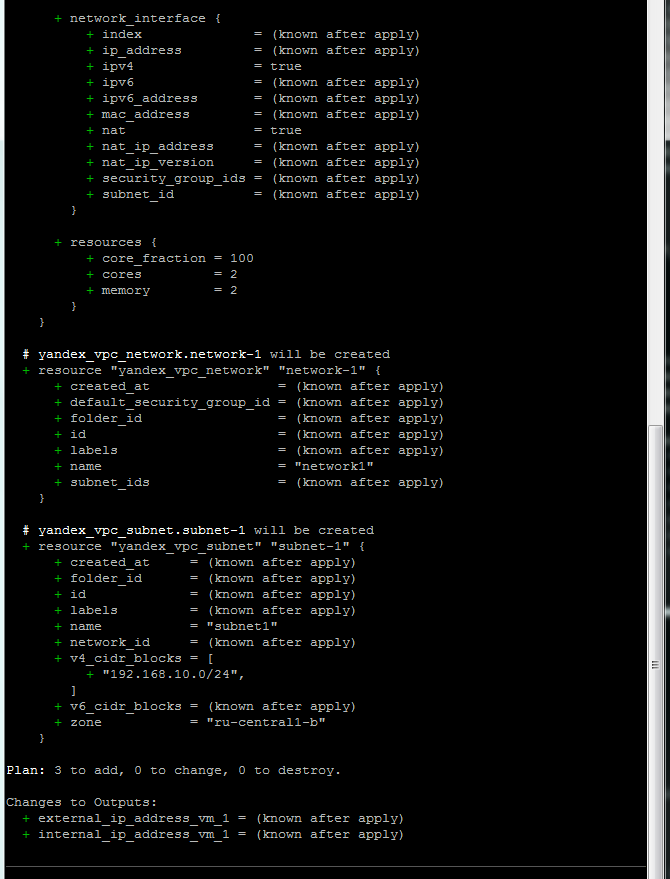 + network_interface {
+ index = (known after apply)
+ ip_address = (known after apply)
+ ipv4 = true
+ ipv6 = (known after apply)
+ ipv6_address = (known after apply)
+ mac_address = (known after apply)
+ nat = true
+ nat_ip_address = (known after apply)
+ nat_ip_version = (known after apply)
+ security_group_ids = (known after apply)
+ subnet_id = (known after apply)
}
+ resources {
+ core_fraction = 100
+ cores = 2
+ memory = 2
}
}
# yandex_vpc_network.network-1 will be created
+ resource "yandex_vpc_network" "network-1" {
+ created_at = (known after apply)
+ default_security_group_id = (known after apply)
+ folder_id = (known after apply)
+ id = (known after apply)
+ labels = (known after apply)
+ name = "network1"
+ subnet_ids = (known after apply)
}
# yandex_vpc_subnet.subnet-1 will be created
+ resource "yandex_vpc_subnet" "subnet-1" {
+ created_at = (known after apply)
+ folder_id = (known after apply)
+ id = (known after apply)
+ labels = (known after apply)
+ name = "subnet1"
+ network_id = (known after apply)
+ v4_cidr_blocks = [
+ "192.168.10.0/24",
]
+ v6_cidr_blocks = (known after apply)
+ zone = "ru-central1-b"
}
Plan: 3 to add, 0 to change, 0 to destroy.
Changes to Outputs:
+ external_ip_address_vm_1 = (known after apply)
+ internal_ip_address_vm_1 = (known after apply)